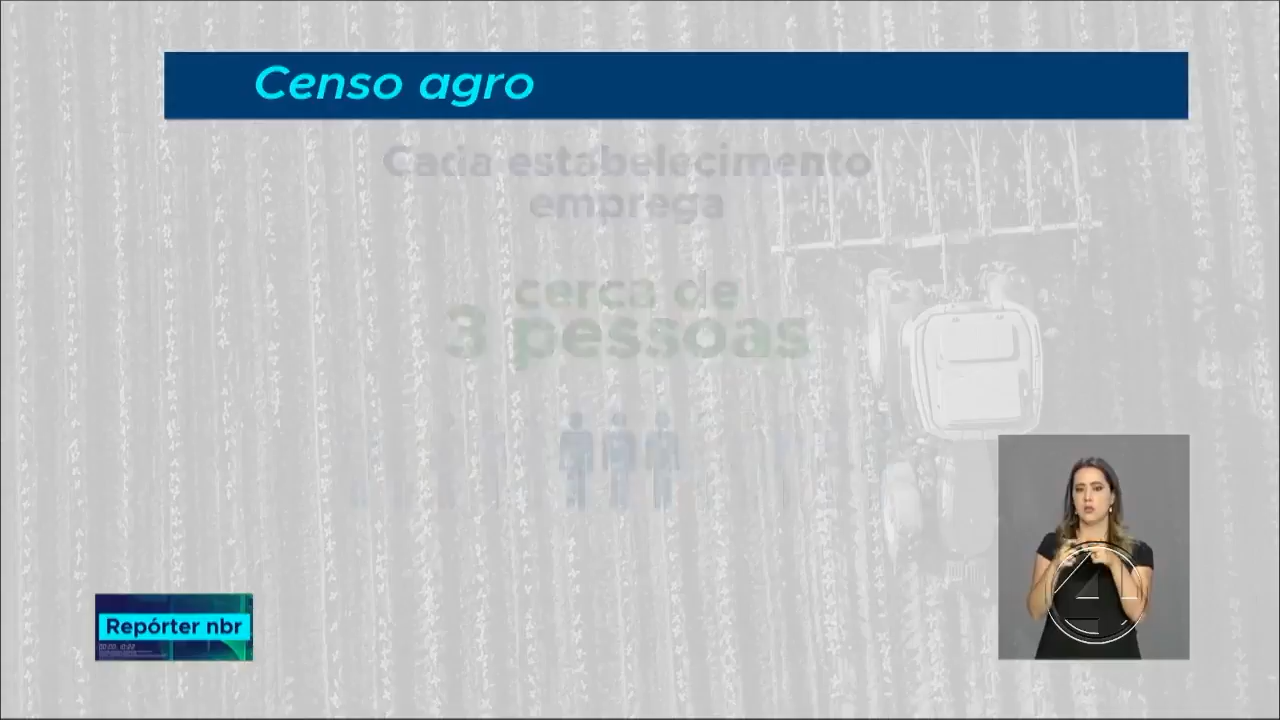 Censo agro
Cada estabelecimento
emprega
cerca de
3 pessoas
Repórter nbr